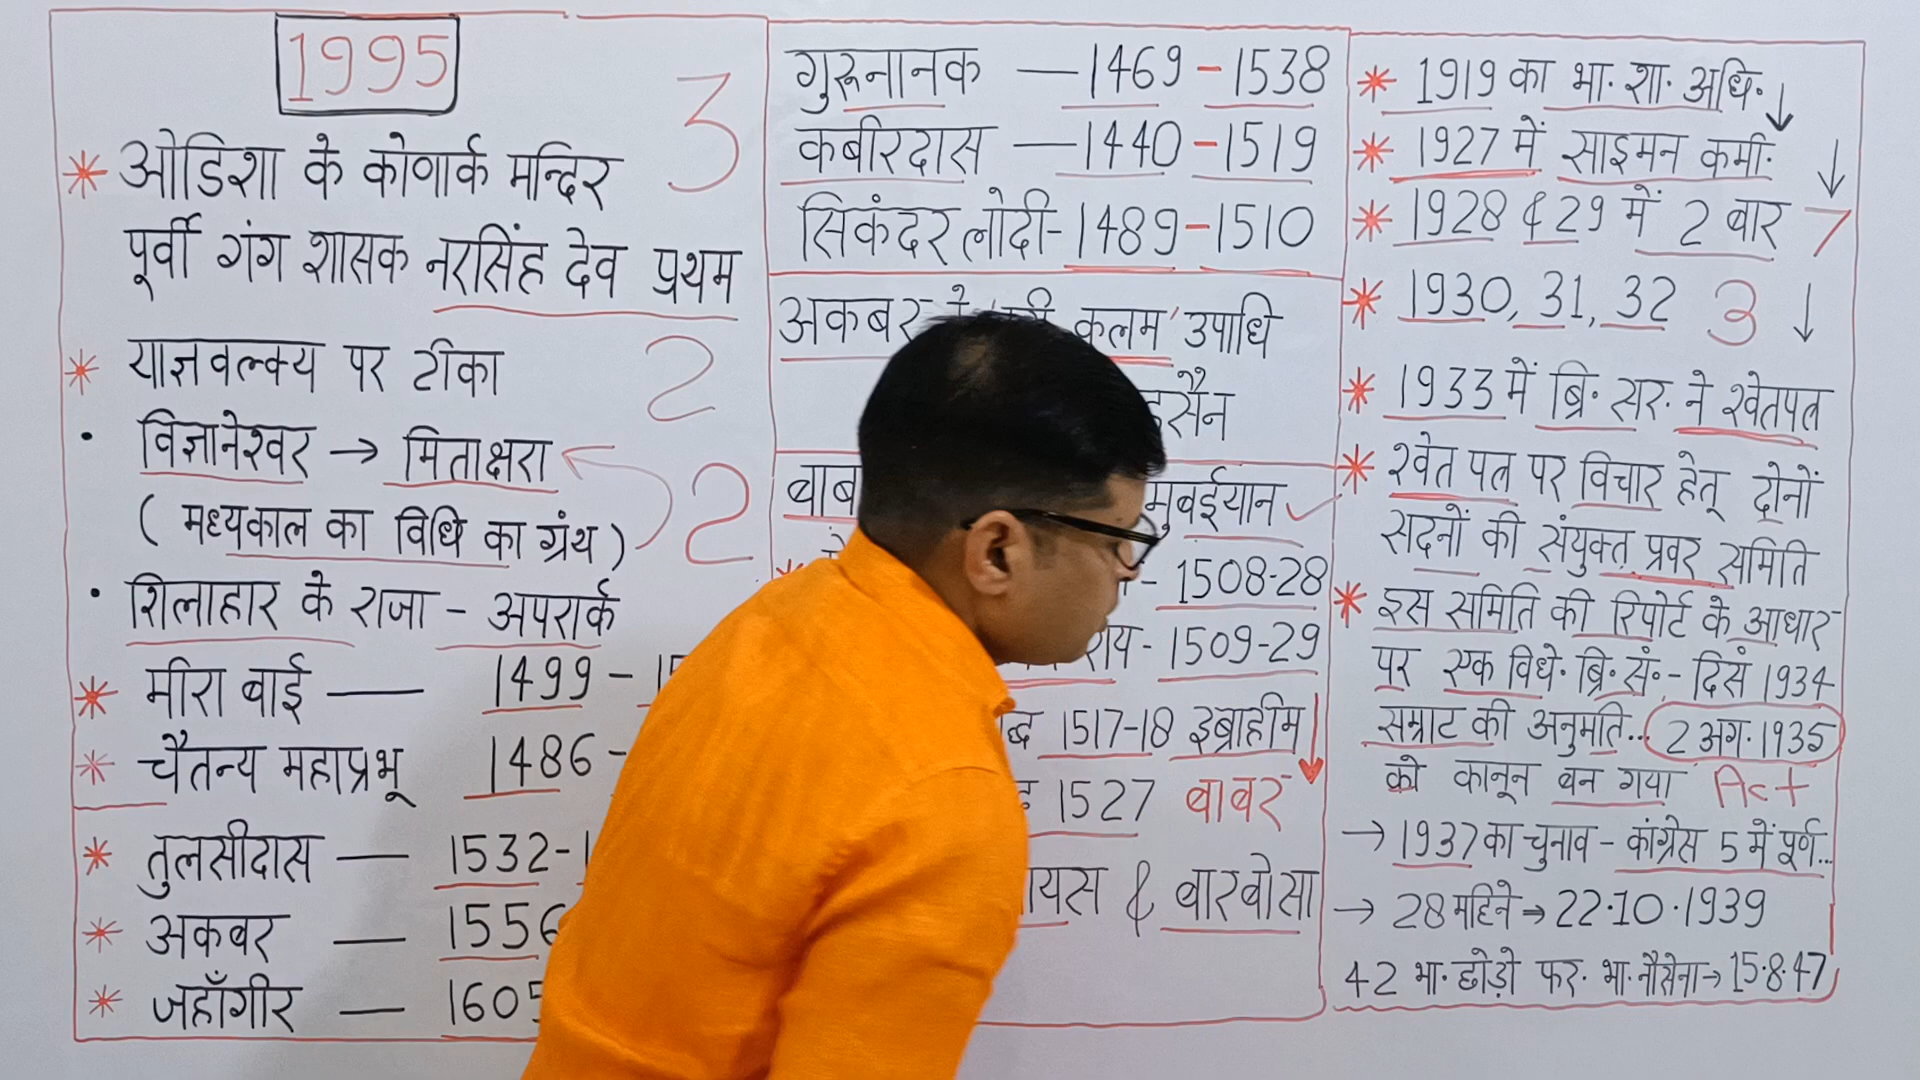 1995
3
ओडिशा के कोणार्क मन्दिर
पूर्वी गंग शासक नरसिंह देव प्रथम
याज्ञवल्क्य पर टीका
2
विज्ञानेश्वर → मिताक्षरा
(मध्यकाल का विधि का ग्रंथ)
2
शिलाहार के राजा - अपरार्क
मीरा बाई — 1499 -
चैतन्य महाप्रभू 1486 -
तुलसीदास — 1532 -
अकबर — 1556
जहाँगीर — 1605
गुरूनानक — 1469 - 1538
कबीरदास — 1440 - 1519
सिकंदर लोदी - 1489 - 1510
अकबर कलम' उपाधि
मुबईयान
- 1508-28
राय - 1509-29
1517-18 इब्राहीम
1527 बाबर
& बारबोसा
1919 का भा. शा. अधि.
1927 में साइमन कमी.
1928 & 29 में 2 बार 7
1930, 31, 32 3
1933 में ब्रि. सर. ने श्वेतपत्र
श्वेत पत्र पर विचार हेतू दोनों
सदनों की संयुक्त प्रवर समिति
इस समिति की रिपोर्ट के आधार
पर एक विधे. ब्रि. सं. - दिसं 1934
सम्राट की अनुमति... 2 अग. 1935
को कानून बन गया Act
→ 1937 का चुनाव - कांग्रेस 5 में पूर्ण...
→ 28 महिने → 22.10.1939
42 भा. छोड़ो फर. भा. नौसेना → 15.8.47